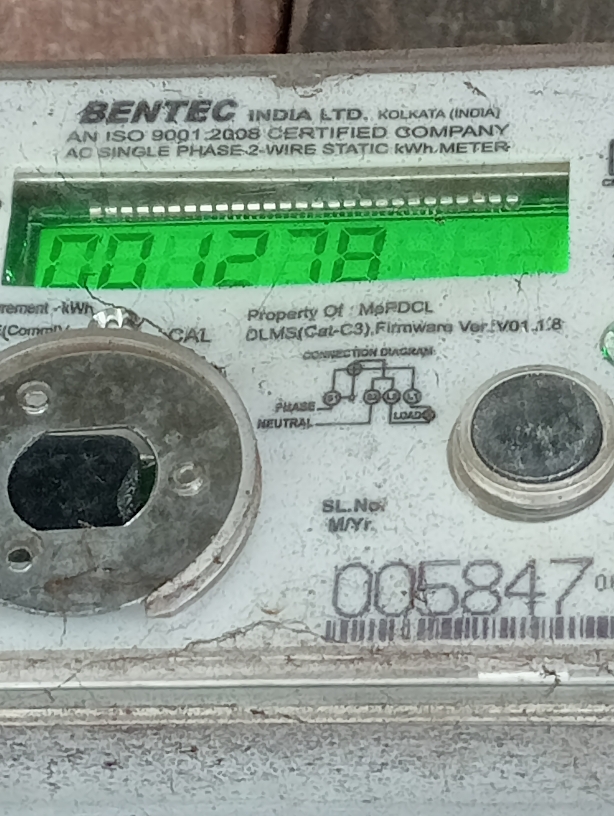 BENTEC INDIA LTD. KOLKATA (INDIA)
AN ISO 9001:2008 CERTIFIED COMPANY
AC SINGLE PHASE-2-WIRE STATIC kWh METER
001278
kWh
CAL
Property Of : MePDCL
DLMS(Cat-C3),Firmware Ver.:V01.1.8
CONNECTION DIAGRAM
PHASE
NEUTRAL
LOAD
SL.No.
M/Yr.
005847